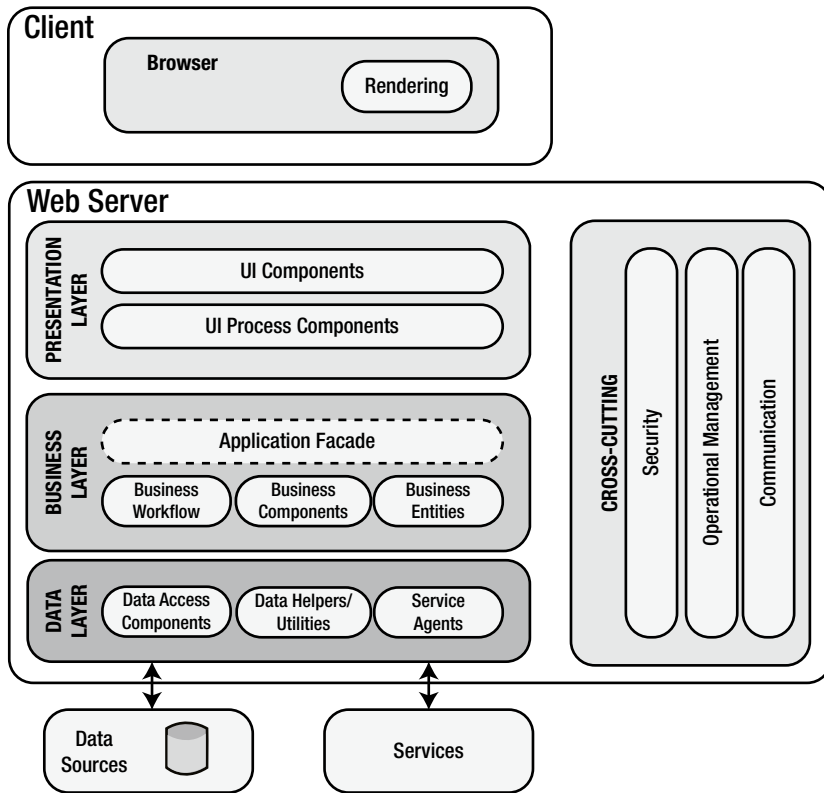 Client
Browser
Rendering
Web Server
PRESENTATION
LAYER
UI Components
UI Process Components
BUSINESS
LAYER
Application Facade
Business
Workflow
Business
Components
Business
Entities
DATA
LAYER
Data Access
Components
Data Helpers/
Utilities
Service
Agents
CROSS-CUTTING
Security
Operational Management
Communication
Data
Sources
Services